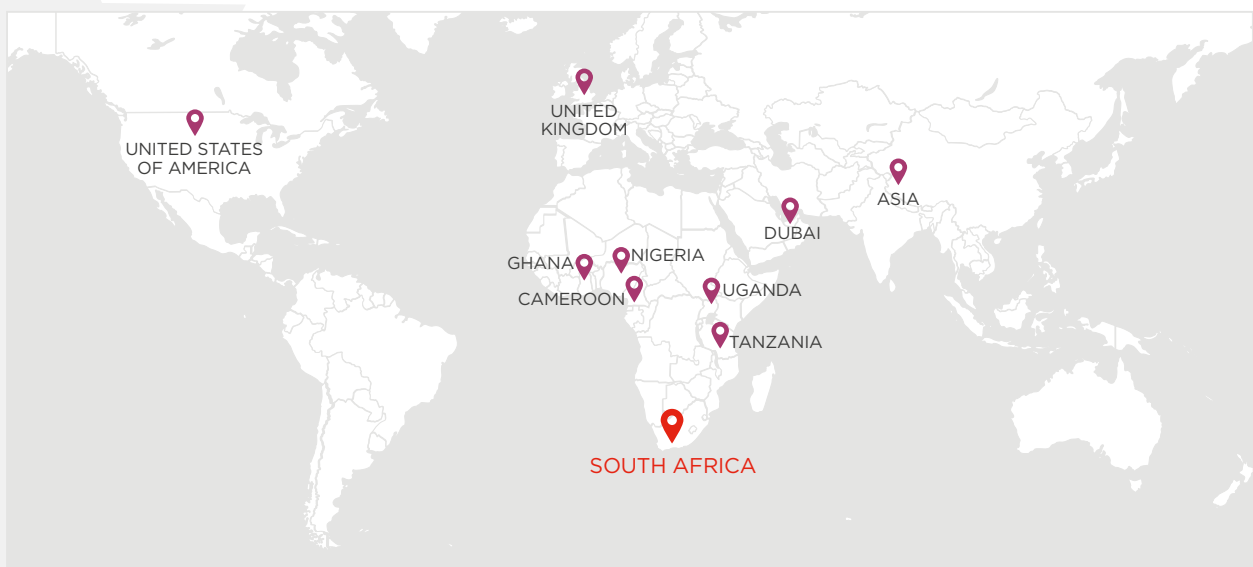 UNITED
KINGDOM
UNITED STATES
OF AMERICA
ASIA
DUBAI
GHANA
NIGERIA
CAMEROON
UGANDA
TANZANIA
SOUTH AFRICA